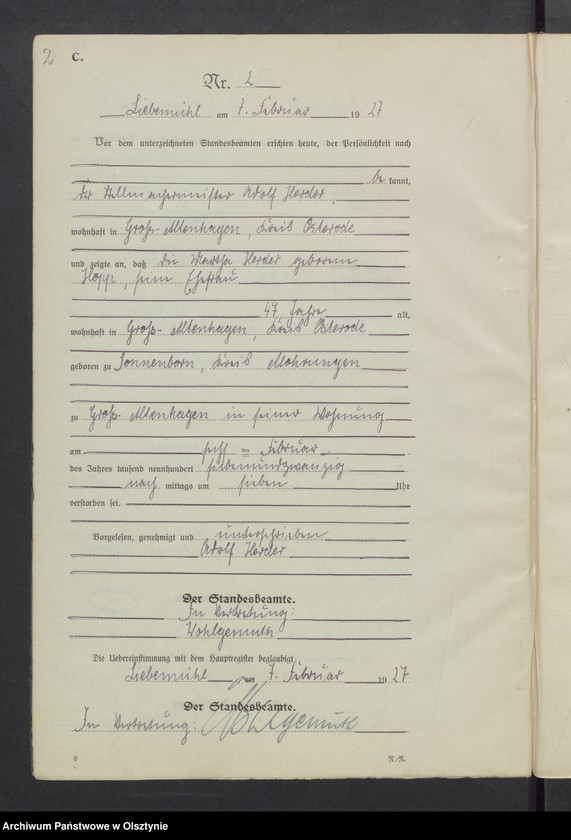 2 C.
Nr. 2
Liebemühl am 7. Februar 1927
Vor dem unterzeichneten Standesbeamten erschien heute, der Persönlichkeit nach
be kannt,
der Stellmachermeister Adolf Herder,
wohnhaft in Groß-Altenhagen, Kreis Osterode
und zeigte an, daß die Martha Herder geborene
Hopp, seine Ehefrau
47 Jahre alt,
wohnhaft in Groß-Altenhagen, Kreis Osterode
geboren zu Sonnenborn, Kreis Mohrungen
zu Groß-Altenhagen in seiner Wohnung
am Februar
des Jahres tausend neunhundert siebenundzwanzig
nach mittags um sieben Uhr
verstorben sei.
Vorgelesen, genehmigt und unterschrieben
Adolf Herder
Der Standesbeamte.
In Vertretung:
Wohlgemuth
Die Uebereinstimmung mit dem Hauptregister beglaubigt
Liebemühl am 7. Februar 1927
Der Standesbeamte.
In Vertretung: Wohlgemuth
6 R.-R.
Archiwum Państwowe w Olsztynie